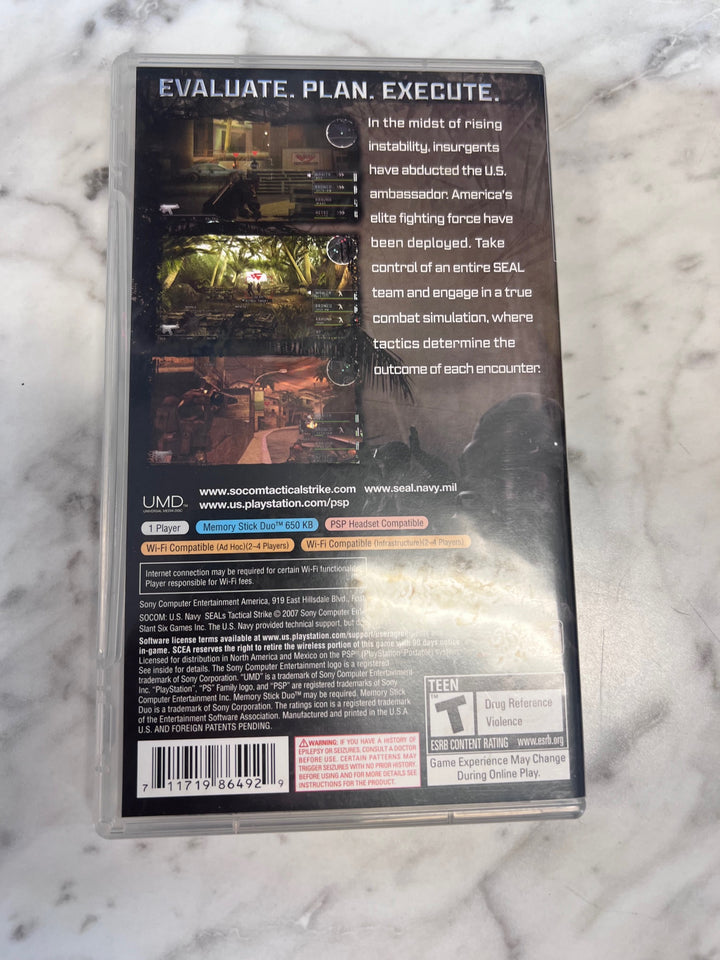 EVALUATE. PLAN. EXECUTE.
In the midst of rising
instability, insurgents
have abducted the U.S.
ambassador. America's
elite fighting force have
been deployed. Take
control of an entire SEAL
team and engage in a true
combat simulation, where
tactics determine the
outcome of each encounter.
UMD™
UNIVERSAL MEDIA DISC
www.socomtacticalstrike.com www.seal.navy.mil
www.us.playstation.com/psp
1 Player
Memory Stick Duo™ 650 KB
PSP Headset Compatible
Wi-Fi Compatible (Ad Hoc)(2-4 Players)
Wi-Fi Compatible (Infrastructure)(2-4 Players)
Internet connection may be required for certain Wi-Fi
Player responsible for Wi-Fi fees.
Sony Computer Entertainment America, 919 East Hillsdale Blvd.,
SOCOM: U.S. Navy SEALs Tactical Strike © 2007 Sony Computer
Slant Six Games Inc. The U.S. Navy provided technical support, but
Software license terms available at www.us.playstation.com/support/
in-game. SCEA reserves the right to retire the wireless portion of this game with 90 days notice
Licensed for distribution in North America and Mexico on the PSP®
See inside for details. The Sony Computer Entertainment logo is a registered
trademark of Sony Corporation. "UMD" is a trademark of Sony Computer Entertainment
Inc. "PlayStation", "PS" Family logo, and "PSP" are registered trademarks of Sony
Computer Entertainment Inc. Memory Stick Duo™ may be required. Memory Stick
Duo is a trademark of Sony Corporation. The ratings icon is a registered trademark
of the Entertainment Software Association. Manufactured and printed in the U.S.A.
U.S. AND FOREIGN PATENTS PENDING.
7 11719 86492 9
WARNING: IF YOU HAVE A HISTORY OF
EPILEPSY OR SEIZURES, CONSULT A DOCTOR
BEFORE USE. CERTAIN PATTERNS MAY
TRIGGER SEIZURES WITH NO PRIOR HISTORY.
BEFORE USING AND FOR MORE DETAILS SEE
INSTRUCTIONS FOR THE PRODUCT.
TEEN
T
Drug Reference
Violence
ESRB CONTENT RATING www.esrb.org
Game Experience May Change
During Online Play.